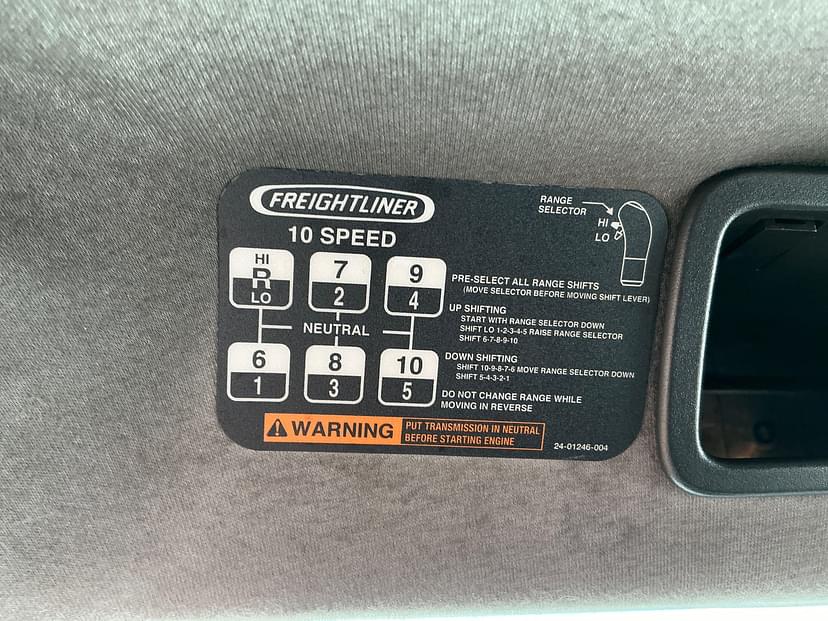 FREIGHTLINER
10 SPEED
RANGE
SELECTOR
HI
LO
HI
R
LO
7
2
9
4
NEUTRAL
6
1
8
3
10
5
PRE-SELECT ALL RANGE SHIFTS
(MOVE SELECTOR BEFORE MOVING SHIFT LEVER)
UP SHIFTING
START WITH RANGE SELECTOR DOWN
SHIFT LO 1-2-3-4-5 RAISE RANGE SELECTOR
SHIFT 6-7-8-9-10
DOWN SHIFTING
SHIFT 10-9-8-7-6 MOVE RANGE SELECTOR DOWN
SHIFT 5-4-3-2-1
DO NOT CHANGE RANGE WHILE
MOVING IN REVERSE
WARNING
PUT TRANSMISSION IN NEUTRAL
BEFORE STARTING ENGINE
24-01246-004